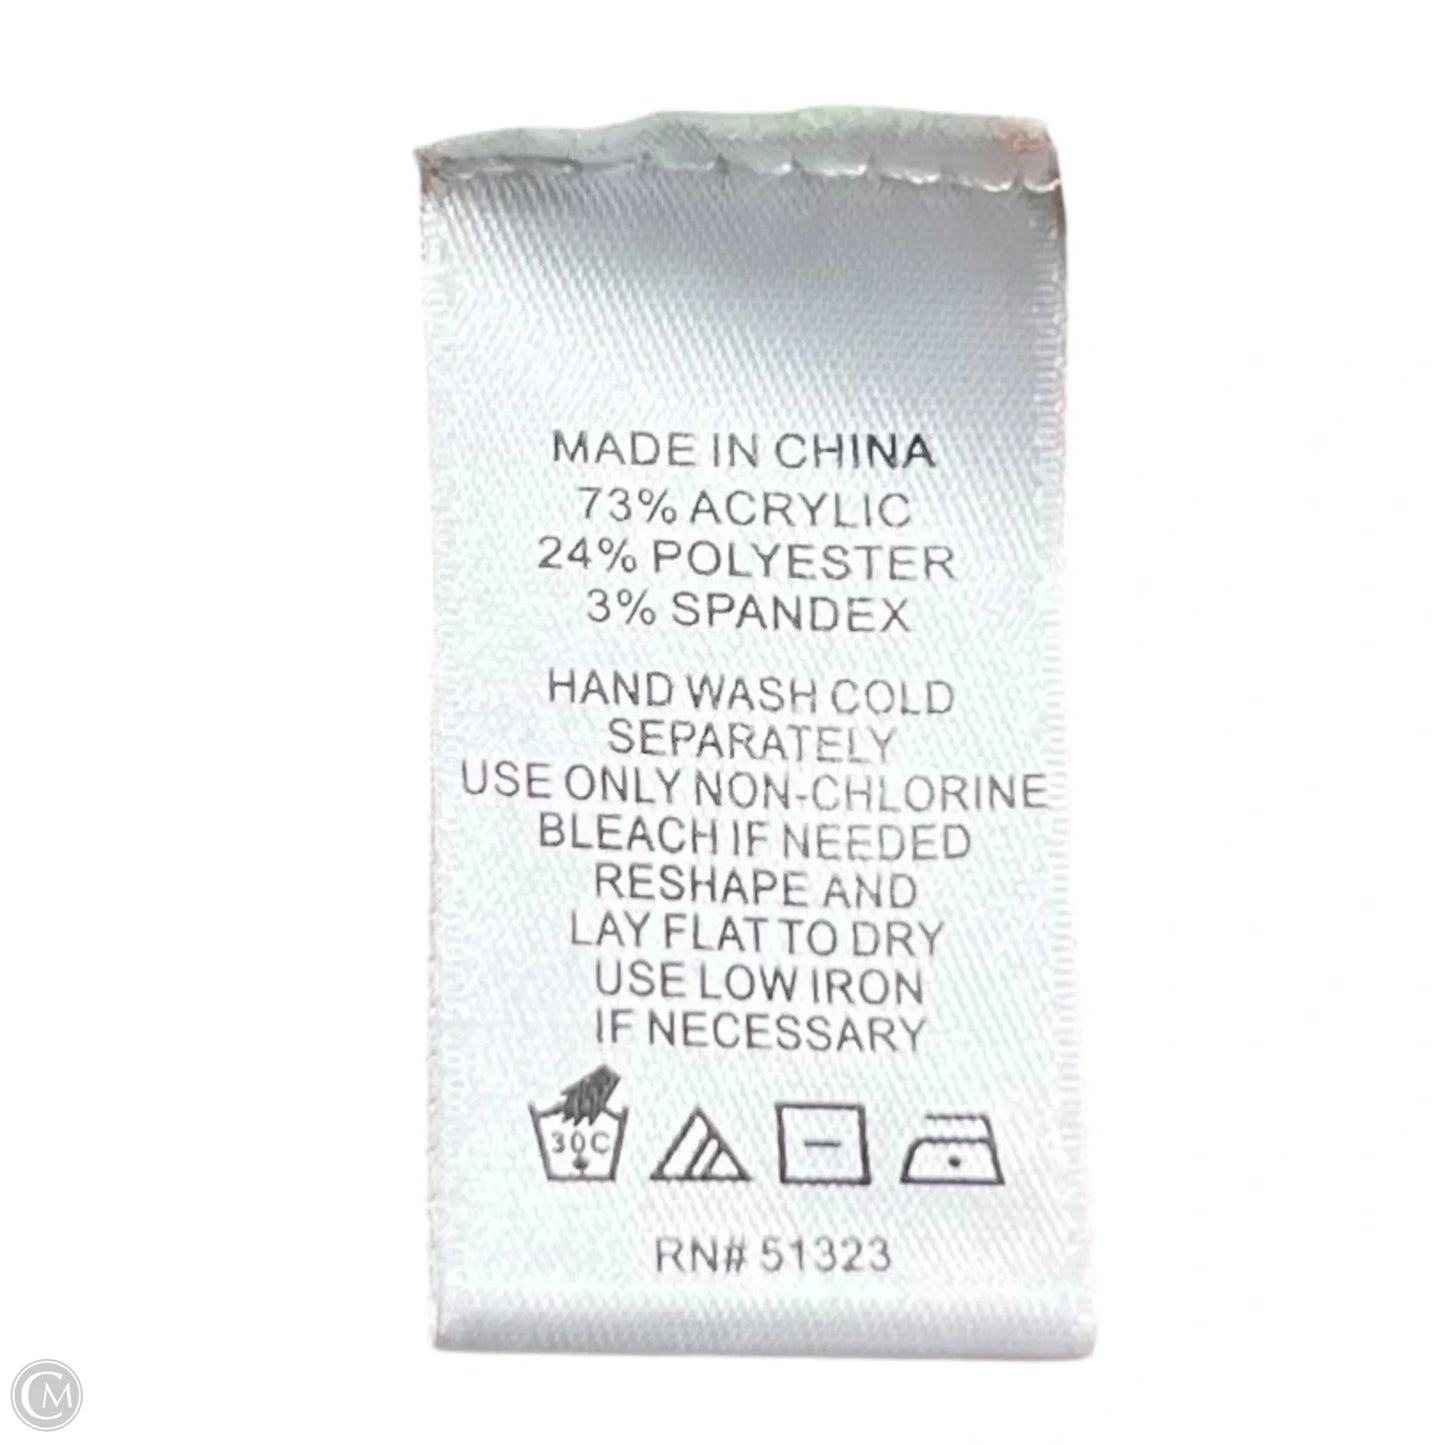 MADE IN CHINA
73% ACRYLIC
24% POLYESTER
3% SPANDEX
HAND WASH COLD
SEPARATELY
USE ONLY NON-CHLORINE
BLEACH IF NEEDED
RESHAPE AND
LAY FLAT TO DRY
USE LOW IRON
IF NECESSARY
30C
RN# 51323
CM